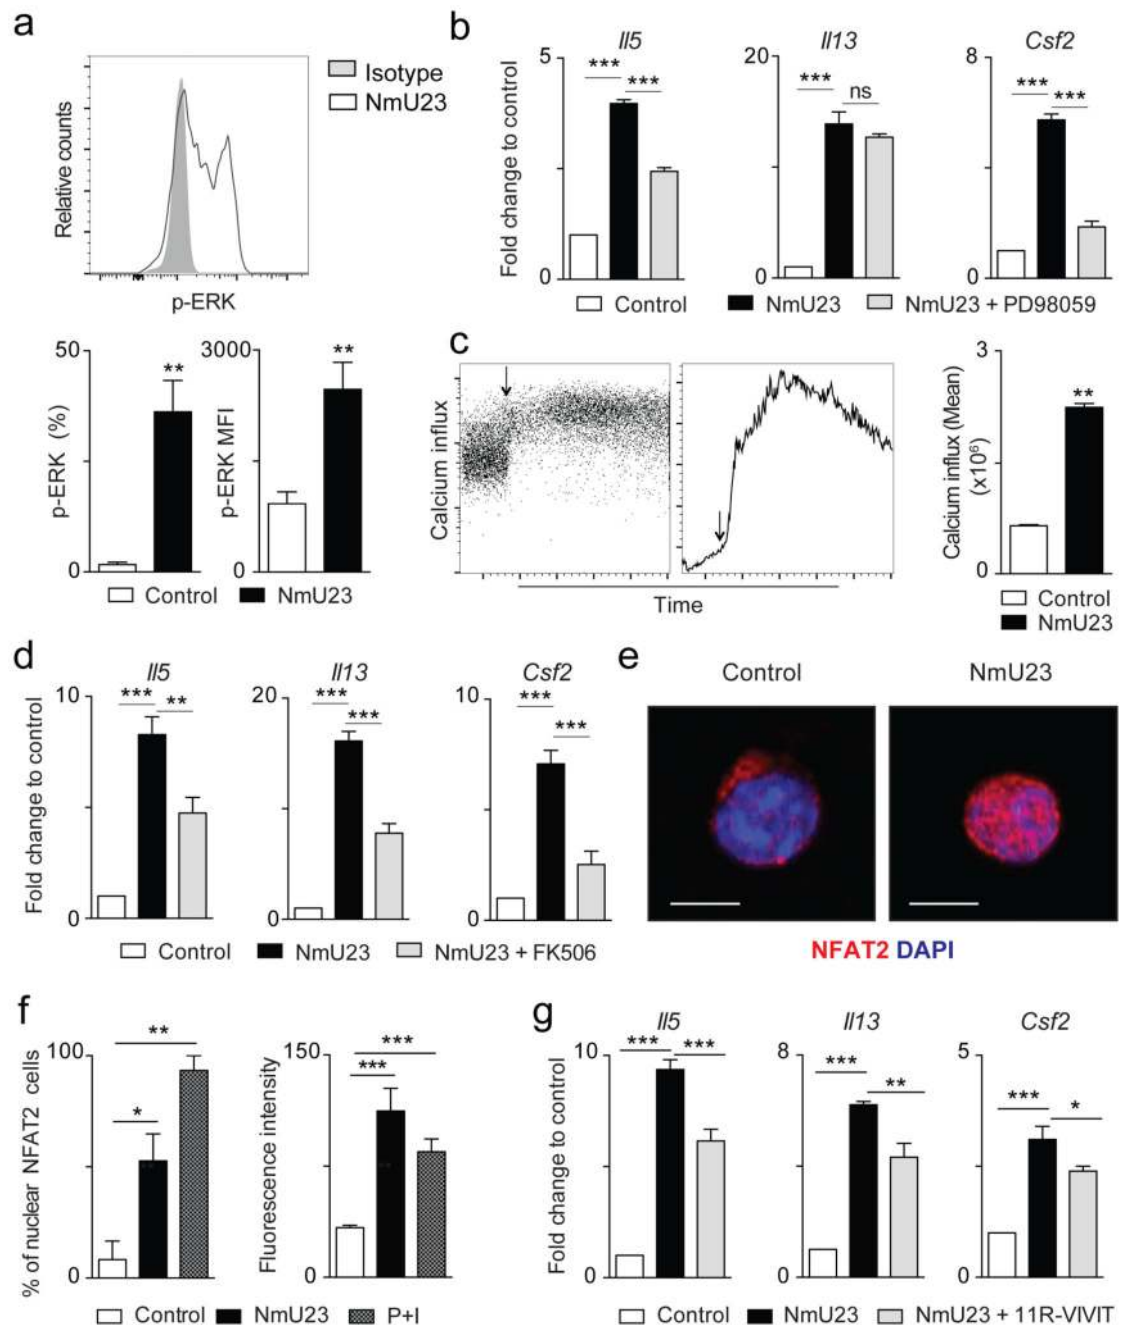 a
Relative counts
p-ERK
Isotype
NmU23
50
0
p-ERK (%)
**
3000
0
p-ERK MFI
**
Control NmU23
b
Il5 Il13 Csf2
Fold change to control
5
0
*** ***
20
0
*** ns
8
0
*** ***
Control NmU23 NmU23 + PD98059
c
Calcium influx
Time
Calcium influx (Mean)
(x10⁶)
3
0
**
Control
NmU23
d
Il5 Il13 Csf2
Fold change to control
10
0
*** **
20
0
*** ***
10
0
*** ***
Control NmU23 NmU23 + FK506
e
Control NmU23
NFAT2 DAPI
f
% of nuclear NFAT2 cells
100
0
**
*
Fluorescence intensity
150
0
***
***
Control NmU23 P+I
g
Il5 Il13 Csf2
Fold change to control
10
0
*** ***
8
0
*** **
5
0
*** *
Control NmU23 NmU23 + 11R-VIVIT